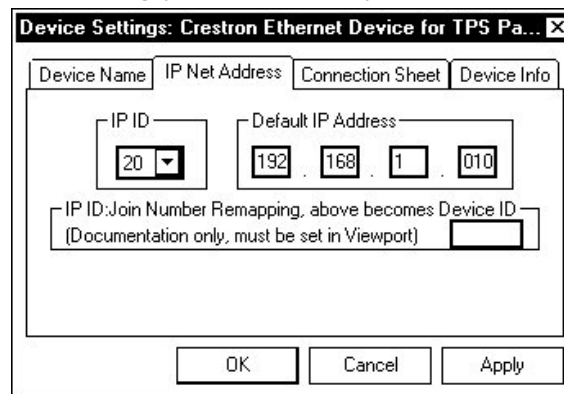 Device Settings: Crestron Ethernet Device for TPS Pa...
Device Name IP Net Address Connection Sheet Device Info
IP ID Default IP Address
20 192 . 168 . 1 . 010
IP ID:Join Number Remapping, above becomes Device ID
(Documentation only, must be set in Viewport)
OK Cancel Apply